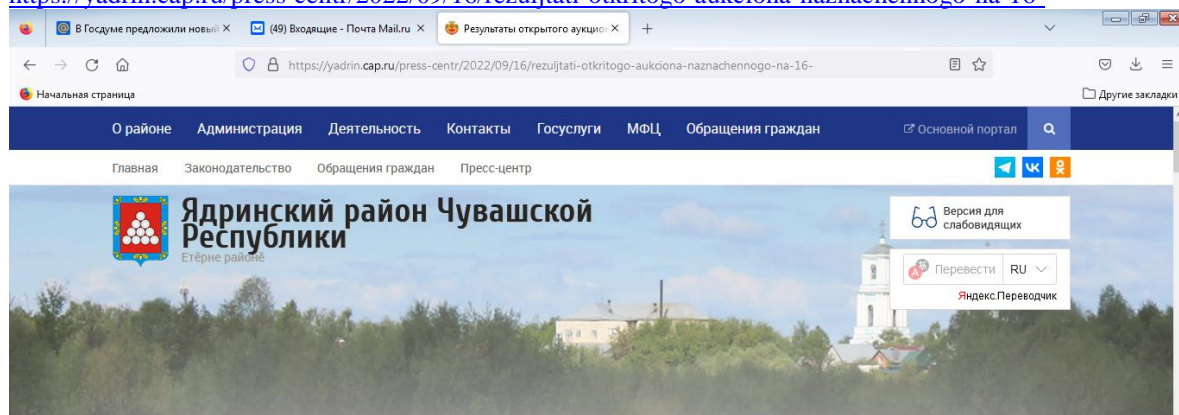 https://yadrin.cap.ru/press-centr/2022/09/16/rezuljtati-otkritogo-aukciona-naznachennogo-na-16-
В Госдуме предложили новый
(49) Входящие - Почта Mail.ru
Результаты открытого аукцион
https://yadrin.cap.ru/press-centr/2022/09/16/rezuljtati-otkritogo-aukciona-naznachennogo-na-16-
Начальная страница
Другие закладки
О районе Администрация Деятельность Контакты Госуслуги МФЦ Обращения граждан Основной портал
Главная Законодательство Обращения граждан Пресс-центр
Ядринский район Чувашской
Республики
Етӗрне районӗ
Версия для
слабовидящих
Перевести RU
Яндекс.Переводчик